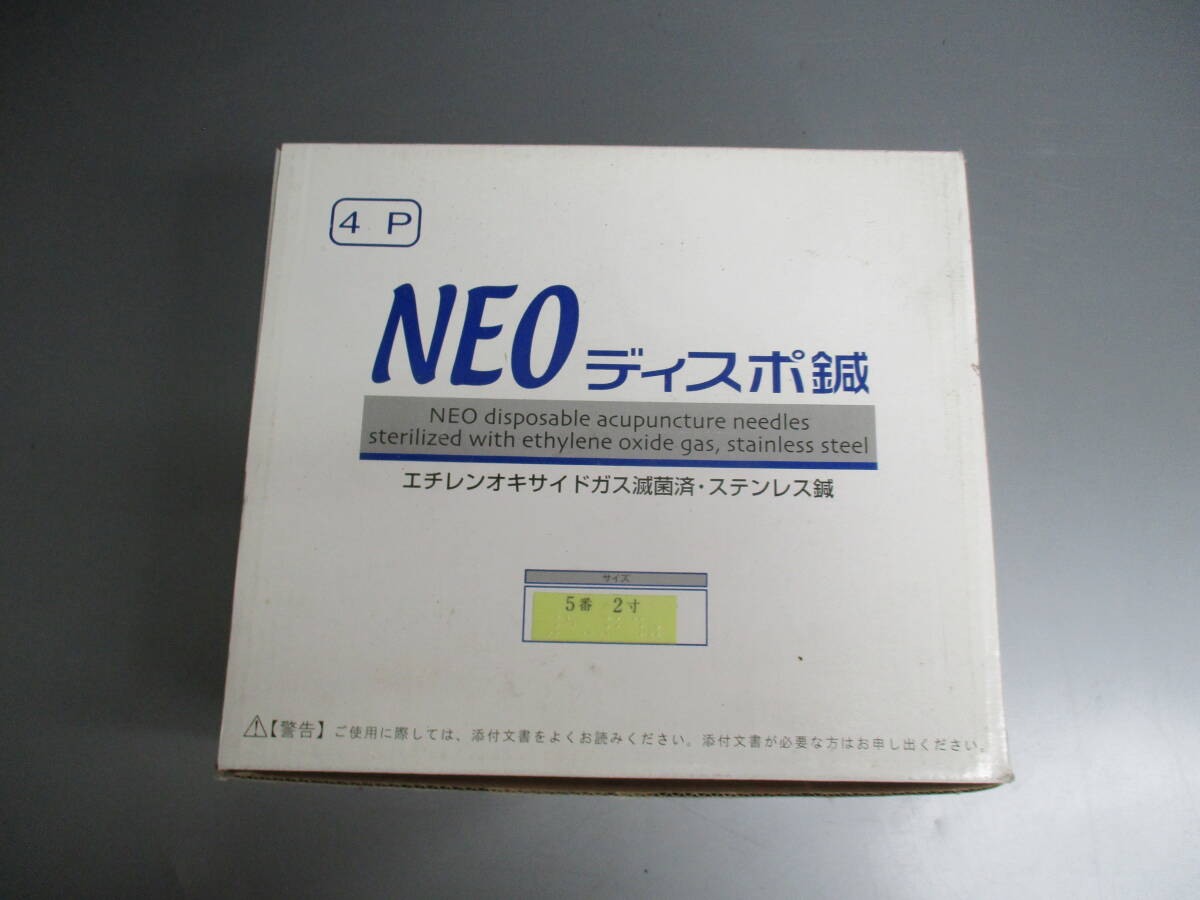 4 P
NEO ディスポ鍼
NEO disposable acupuncture needles
sterilized with ethylene oxide gas, stainless steel
エチレンオキサイドガス滅菌済・ステンレス鍼
サイズ
5番 2寸
⚠【警告】ご使用に際しては、添付文書をよくお読みください。添付文書が必要な方はお申し出ください。